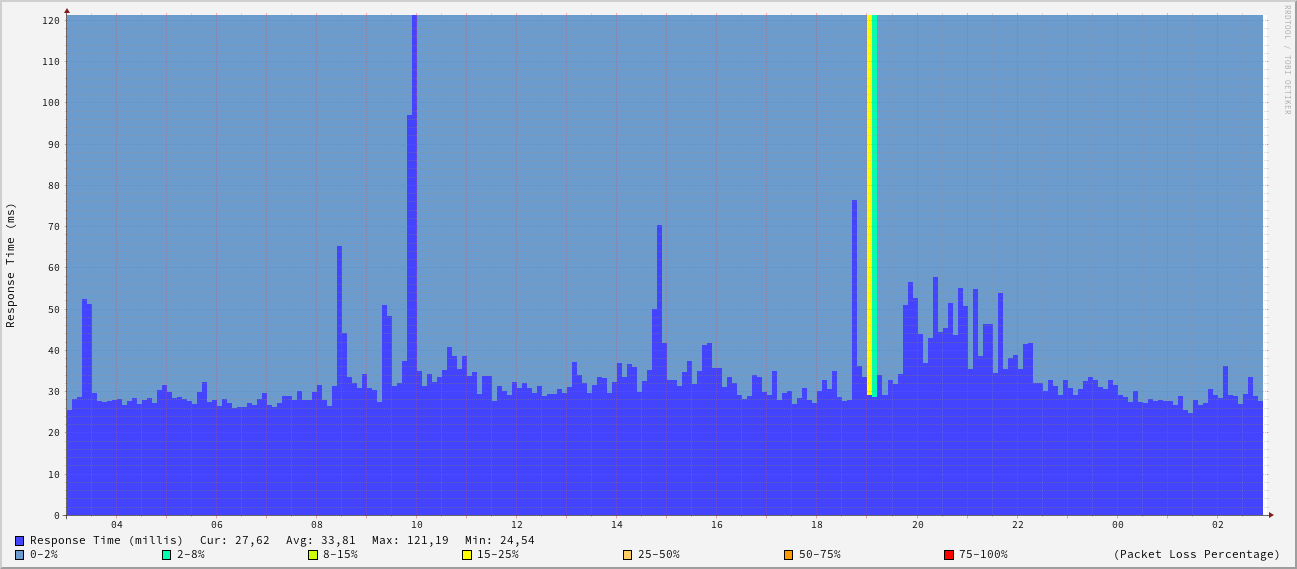 RRDTOOL / TOBI OETIKER
Response Time (ms)
120
110
100
90
80
70
60
50
40
30
20
10
0
04 06 08 10 12 14 16 18 20 22 00 02
Response Time (millis) Cur: 27,62 Avg: 33,81 Max: 121,19 Min: 24,54
0-2% 2-8% 8-15% 15-25% 25-50% 50-75% 75-100% (Packet Loss Percentage)